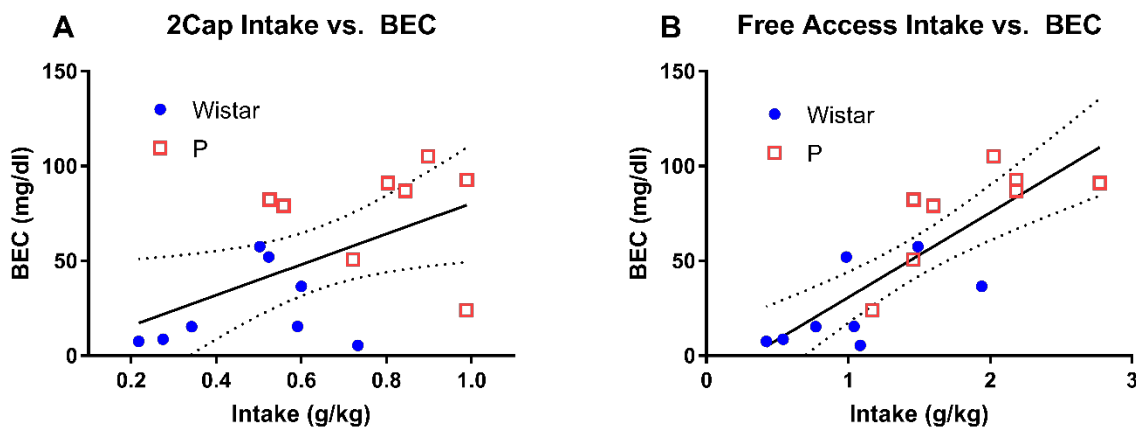 A 2Cap Intake vs. BEC
150
100
50
0
BEC (mg/dl)
Wistar
P
0.2 0.4 0.6 0.8 1.0
Intake (g/kg)
B Free Access Intake vs. BEC
150
100
50
0
BEC (mg/dl)
Wistar
P
0 1 2 3
Intake (g/kg)